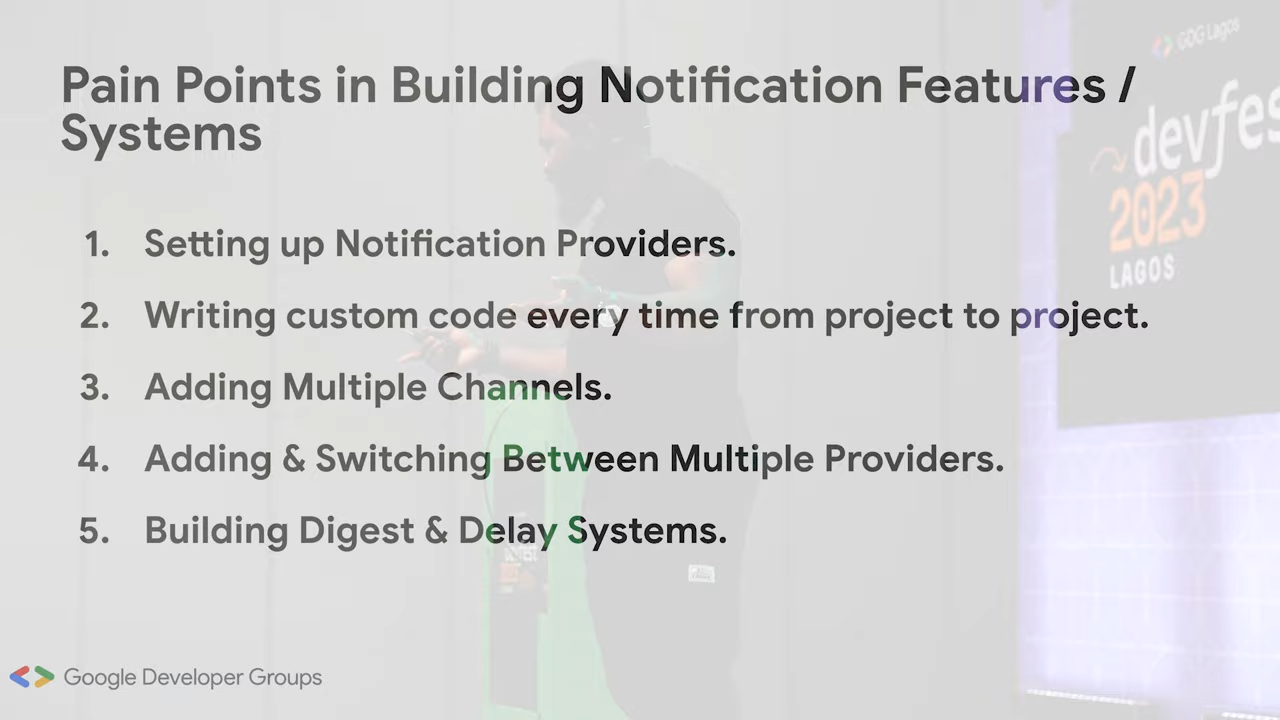 Pain Points in Building Notification Features /
Systems
1. Setting up Notification Providers.
2. Writing custom code every time from project to project.
3. Adding Multiple Channels.
4. Adding & Switching Between Multiple Providers.
5. Building Digest & Delay Systems.
Google Developer Groups
GDG Lagos
devfes
2023
LAGOS